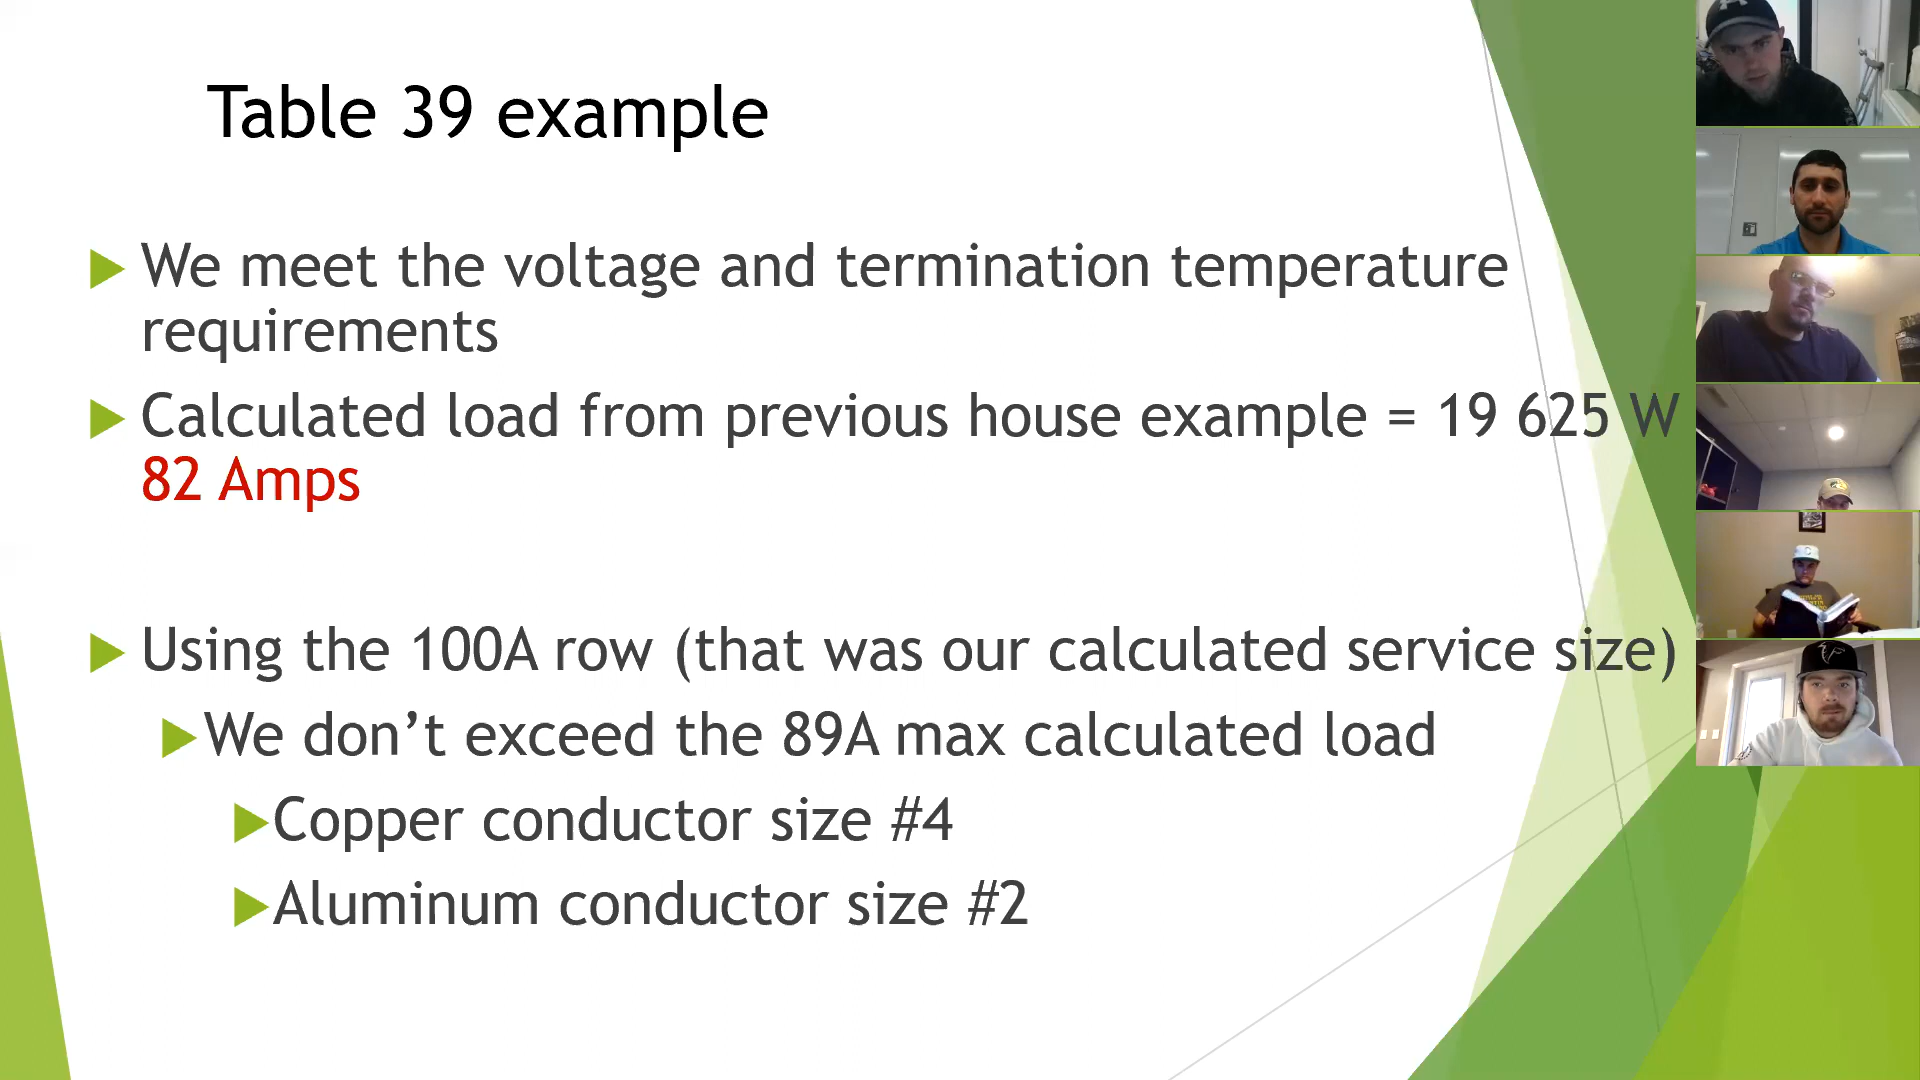 Table 39 example
We meet the voltage and termination temperature
requirements
Calculated load from previous house example = 19 625 W
82 Amps
Using the 100A row (that was our calculated service size)
We don’t exceed the 89A max calculated load
Copper conductor size #4
Aluminum conductor size #2